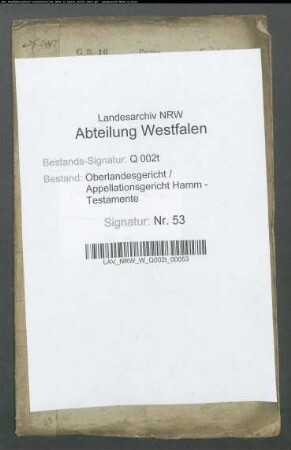 Landesarchiv NRW
Abteilung Westfalen
Bestands-Signatur: Q 002t
Bestand: Oberlandesgericht /
Appellationsgericht Hamm -
Testamente
Signatur: Nr. 53
LAV_NRW_W_Q002t_00053